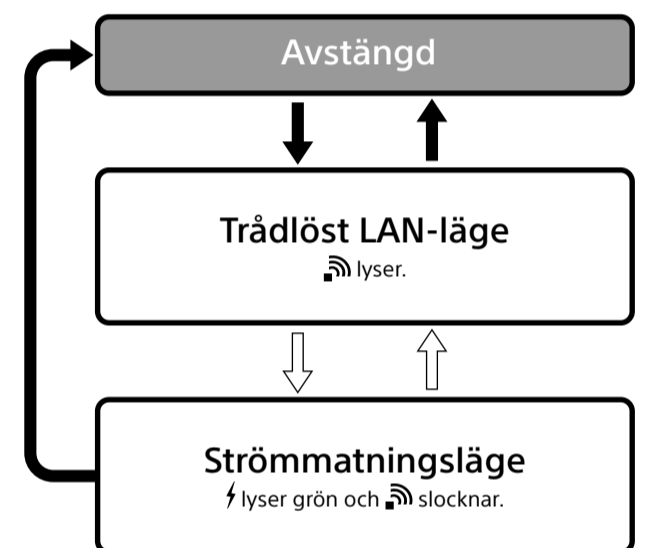 Avstängd
Trådlöst LAN-läge
lyser.
Strömmatningsläge
lyser grön och slocknar.